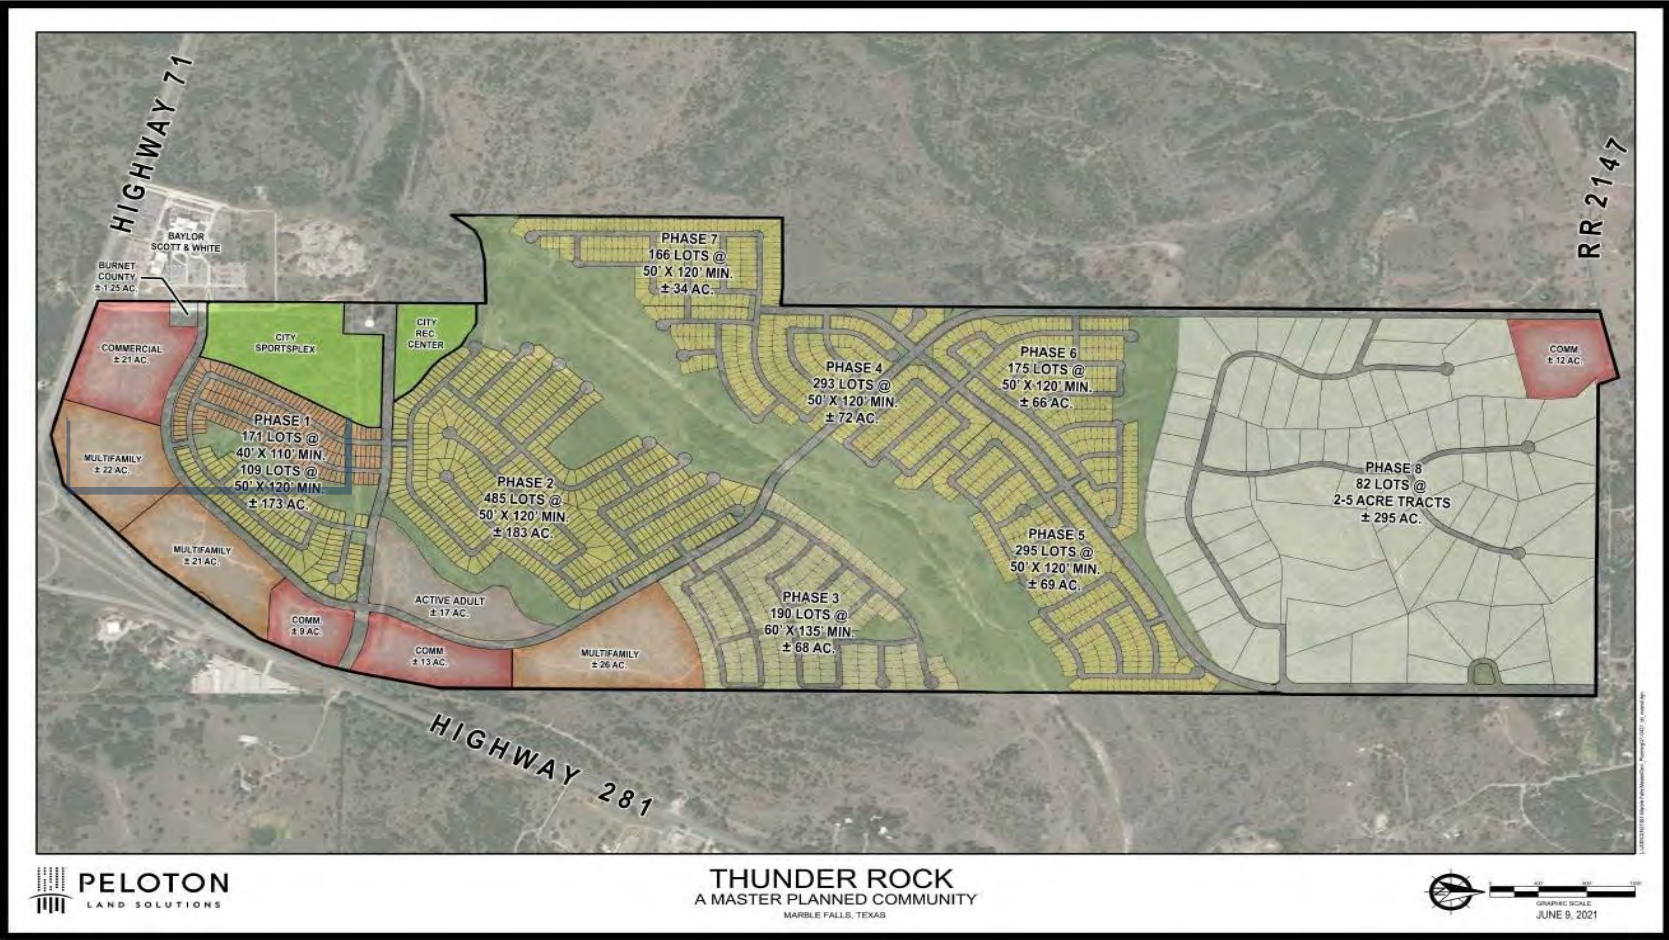 HIGHWAY 71
RR 2147
BAYLOR
SCOTT & WHITE
BURNET
COUNTY
± 1.25 AC.
COMMERCIAL
± 21 AC.
CITY
SPORTSPLEX
CITY
REC.
CENTER
PHASE 7
166 LOTS @
50' X 120' MIN.
± 34 AC.
PHASE 4
293 LOTS @
50' X 120' MIN.
± 72 AC.
PHASE 6
175 LOTS @
50' X 120' MIN.
± 66 AC.
COMM.
± 12 AC.
MULTIFAMILY
± 22 AC.
PHASE 1
171 LOTS @
40' X 110' MIN.
109 LOTS @
50' X 120' MIN.
± 173 AC.
PHASE 2
485 LOTS @
50' X 120' MIN.
± 183 AC.
PHASE 8
82 LOTS @
2-5 ACRE TRACTS
± 295 AC.
MULTIFAMILY
± 21 AC.
PHASE 5
295 LOTS @
50' X 120' MIN.
± 69 AC.
COMM.
± 9 AC.
ACTIVE ADULT
± 17 AC.
PHASE 3
190 LOTS @
60' X 135' MIN.
± 68 AC.
COMM.
± 13 AC.
MULTIFAMILY
± 26 AC.
HIGHWAY 281
PELOTON
LAND SOLUTIONS
THUNDER ROCK
A MASTER PLANNED COMMUNITY
MARBLE FALLS, TEXAS
GRAPHIC SCALE
JUNE 9, 2021